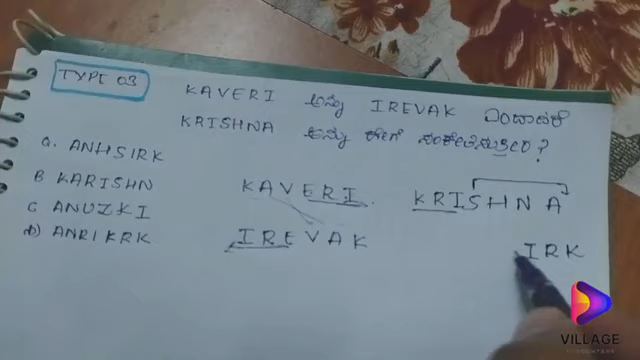 TYPE 03
KAVERI ಅನ್ನು IREVAK ಎಂದಾದರೆ
KRISHNA ಅನ್ನು ಹೇಗೆ ಸಂಕೇತಿಸುತ್ತೀರಿ?
a. ANHSIRK
B KARISHN
C ANUZKI
d) ANRIKRK
KAVERI.
IREVAK
KRISHNA
IRK
VILLAGE